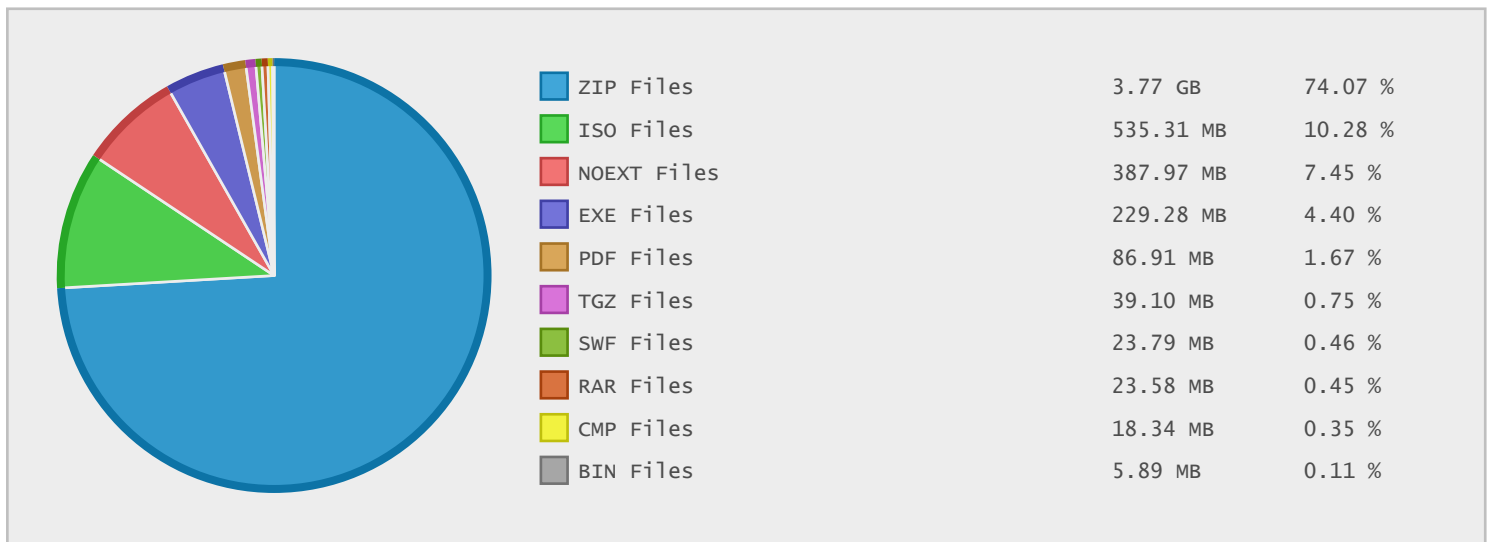 ZIP Files 3.77 GB 74.07 %
ISO Files 535.31 MB 10.28 %
NOEXT Files 387.97 MB 7.45 %
EXE Files 229.28 MB 4.40 %
PDF Files 86.91 MB 1.67 %
TGZ Files 39.10 MB 0.75 %
SWF Files 23.79 MB 0.46 %
RAR Files 23.58 MB 0.45 %
CMP Files 18.34 MB 0.35 %
BIN Files 5.89 MB 0.11 %